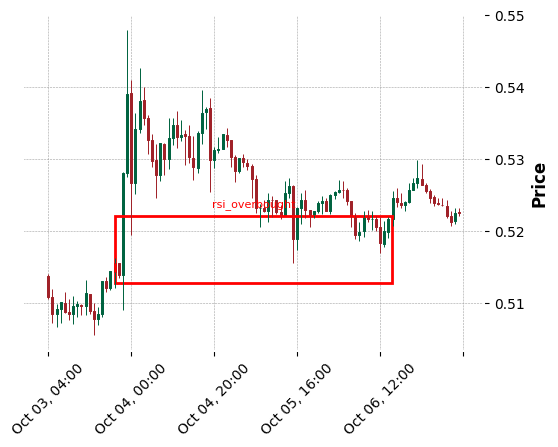 0.55
0.54
0.53
0.52
0.51
Price
rsi_overbought
Oct 03, 04:00
Oct 04, 00:00
Oct 04, 20:00
Oct 05, 16:00
Oct 06, 12:00